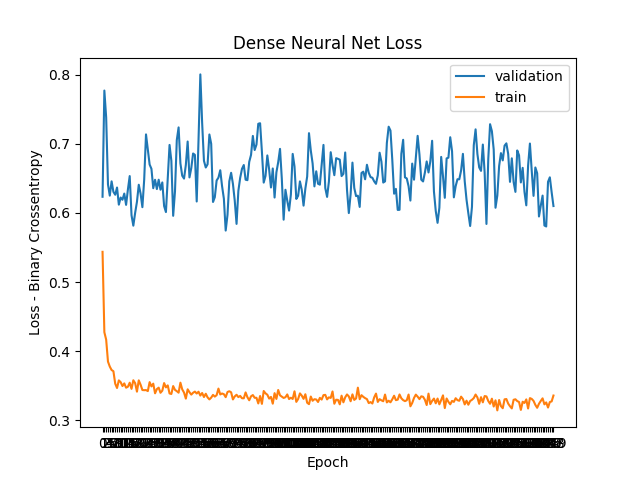 Dense Neural Net Loss
validation
train
0.8
0.7
0.6
0.5
0.4
0.3
Loss - Binary Crossentropy
Epoch